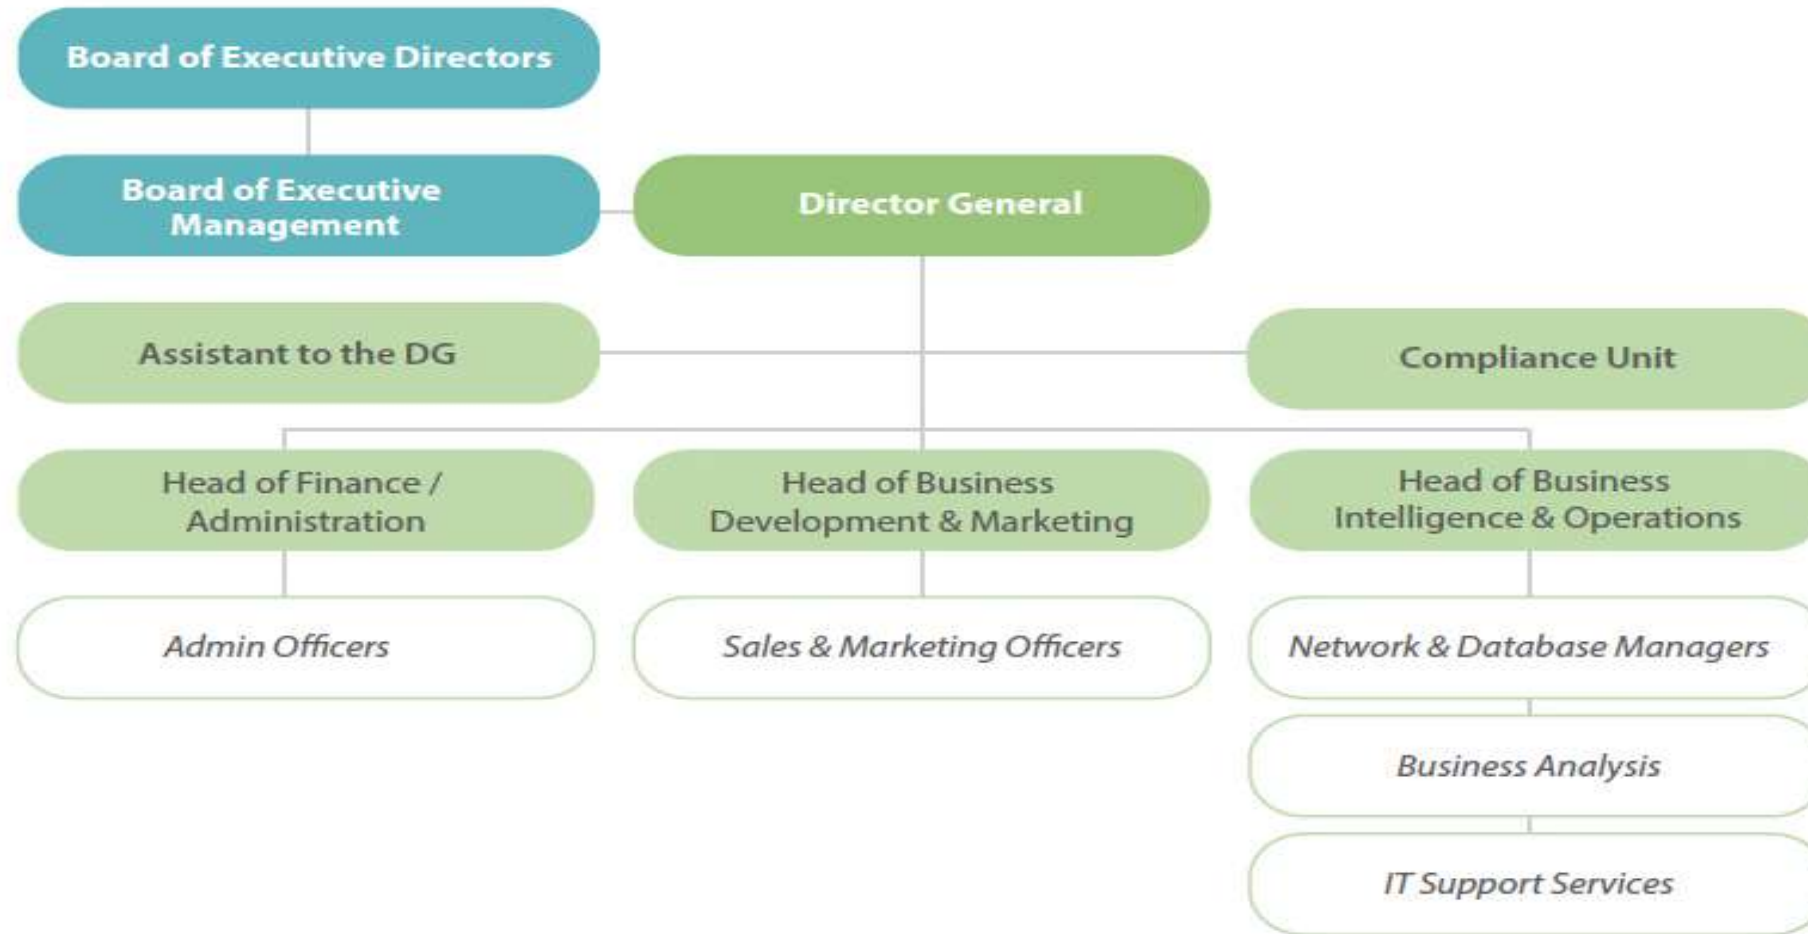 Board of Executive Directors
Board of Executive
Management
Director General
Assistant to the DG
Compliance Unit
Head of Finance /
Administration
Head of Business
Development & Marketing
Head of Business
Intelligence & Operations
Admin Officers
Sales & Marketing Officers
Network & Database Managers
Business Analysis
IT Support Services